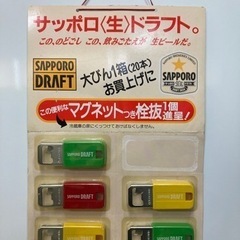 サッポロ〈生〉ドラフト。
この、のどごし この、飲みごたえが、生ビールだ。
SAPPORO
DRAFT
大びん1箱(20本)
お買上げに
SAPPORO
この便利なマグネットつき栓抜1個進呈!
SAPPORO DRAFT
SAPPORO DRAFT
SAPPORO DRAFT
SAPPORO DRAFT
SAPPORO DRAFT